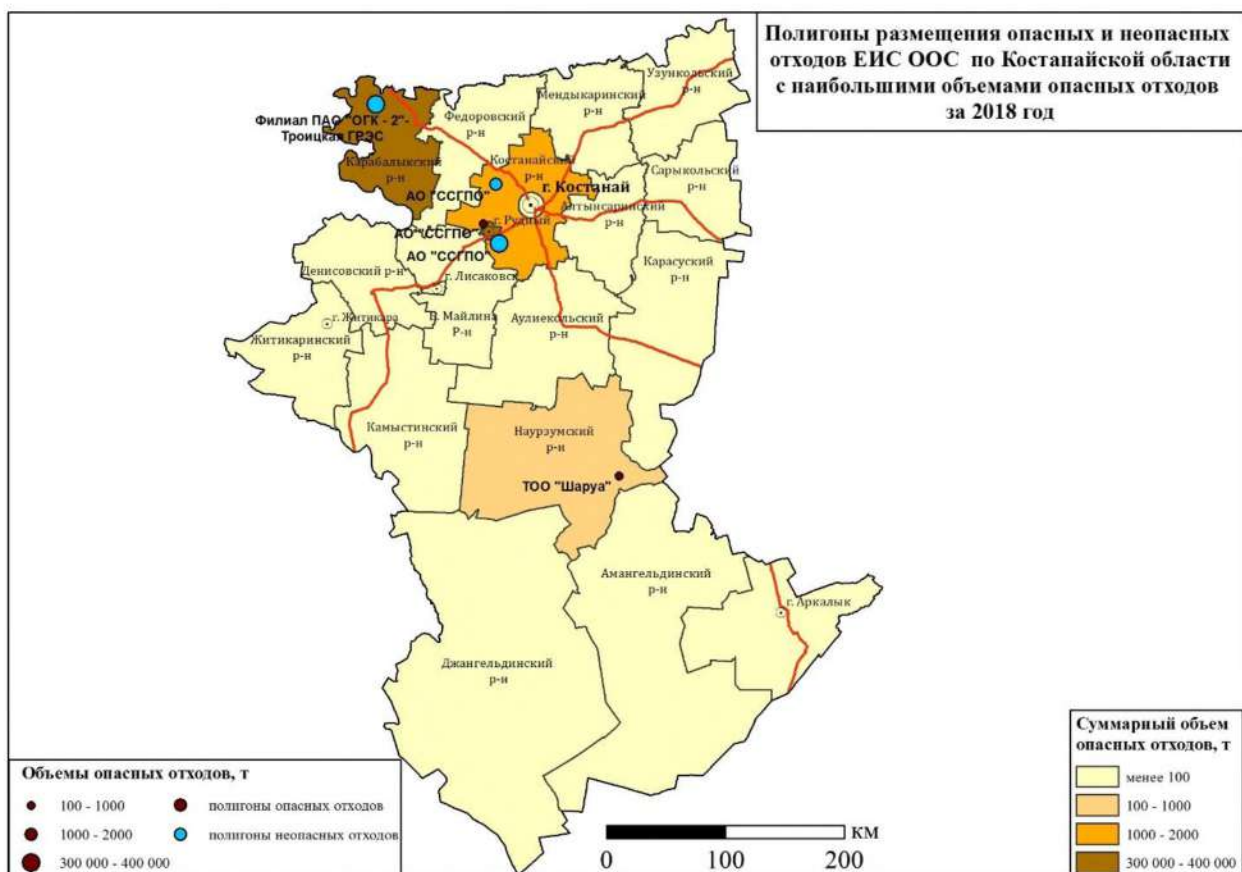 Полигоны размещения опасных и неопасных
отходов ЕИС ООС по Костанайской области
с наибольшими объемами опасных отходов
за 2018 год
Узункольский
р-н
Мендыкаринский
р-н
Федоровский
р-н
Филиал ПАО "ОГК - 2"-
Троицкая ГРЭС
Карабалыкский
р-н
Костанайский
р-н
Сарыкольский
р-н
АО "ССГПО"
г. Костанай
Алтынсаринский
р-н
г. Рудный
АО "ССГПО"
АО "ССГПО"
Карасуский
р-н
Денисовский р-н
г. Лисаковск
г. Житикара
Б. Майлина
Р-н
Аулиекольский
р-н
Житикаринский
р-н
Камыстинский
р-н
Наурзумский
р-н
ТОО "Шаруа"
Амангельдинский
р-н
г. Аркалык
Джангельдинский
р-н
Объемы опасных отходов, т
100 - 1000
полигоны опасных отходов
1000 - 2000
полигоны неопасных отходов
300 000 - 400 000
КМ
0 100 200
Суммарный объем
опасных отходов, т
менее 100
100 - 1000
1000 - 2000
300 000 - 400 000